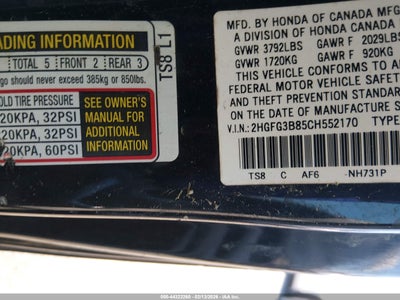 ADING INFORMATION
TOTAL 5 FRONT 2 REAR 3
go should never exceed 385kg or 850lbs.
OLD TIRE PRESSURE
20KPA, 32PSI
20KPA, 32PSI
20KPA, 60PSI
SEE OWNER'S
MANUAL FOR
ADDITIONAL
INFORMATION
TS8 L1
MFD. BY HONDA OF CANADA MFG
A DIVISION OF HONDA CANADA
GVWR 3792LBS GAWR F 2029LBS
GVWR 1720KG GAWR F 920KG
THIS VEHICLE CONFORMS TO A
FEDERAL MOTOR VEHICLE SAFET
AND THEFT PREVENTION STANDA
ON THE DATE OF MANUFACTURE S
V.I.N.: 2HGFG3B85CH552170 TYPE
TS8 C AF6 -NH731P